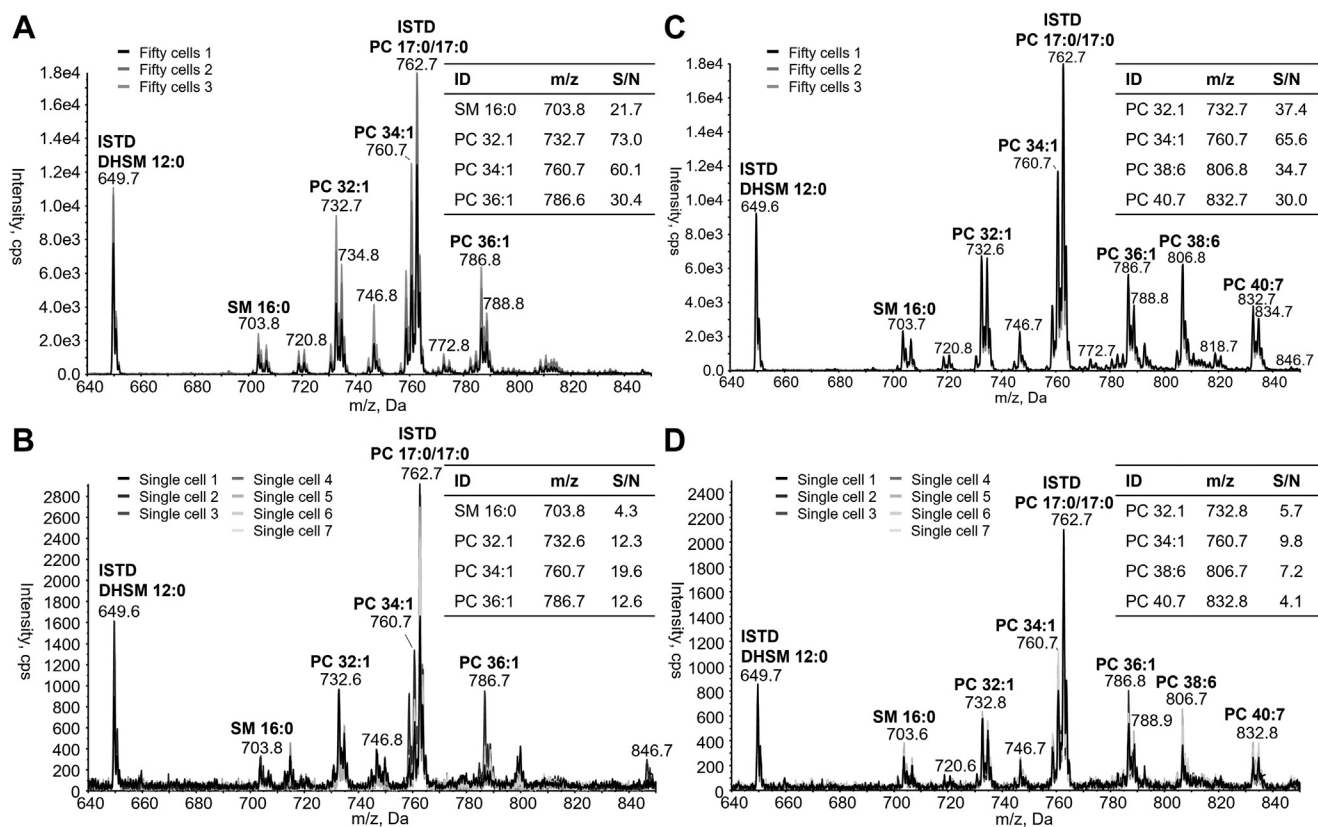 A
Fifty cells 1
Fifty cells 2
Fifty cells 3
ISTD
PC 17:0/17:0
762.7
ISTD
DHSM 12:0
649.7
SM 16:0
703.8
720.8
PC 32:1
732.7
734.8
746.8
PC 34:1
760.7
772.8
PC 36:1
786.8
788.8
ID m/z S/N
SM 16:0 703.8 21.7
PC 32.1 732.7 73.0
PC 34:1 760.7 60.1
PC 36:1 786.6 30.4
Intensity, cps
1.8e4
1.6e4
1.4e4
1.2e4
1.0e4
8.0e3
6.0e3
4.0e3
2.0e3
0.0
640 660 680 700 720 740 760 780 800 820 840
m/z, Da
C
Fifty cells 1
Fifty cells 2
Fifty cells 3
ISTD
PC 17:0/17:0
762.7
ISTD
DHSM 12:0
649.6
SM 16:0
703.7
720.8
PC 32:1
732.6
746.7
PC 34:1
760.7
772.7
PC 36:1
786.7
788.8
PC 38:6
806.8
818.7
PC 40:7
832.7
834.7
846.7
ID m/z S/N
PC 32.1 732.7 37.4
PC 34:1 760.7 65.6
PC 38:6 806.8 34.7
PC 40.7 832.7 30.0
Intensity, cps
1.8e4
1.6e4
1.4e4
1.2e4
1.0e4
8.0e3
6.0e3
4.0e3
2.0e3
0.0
640 660 680 700 720 740 760 780 800 820 840
m/z, Da
B
Single cell 1
Single cell 2
Single cell 3
Single cell 4
Single cell 5
Single cell 6
Single cell 7
ISTD
PC 17:0/17:0
762.7
ISTD
DHSM 12:0
649.6
SM 16:0
703.8
PC 32:1
732.6
746.8
PC 34:1
760.7
PC 36:1
786.7
846.7
ID m/z S/N
SM 16:0 703.8 4.3
PC 32.1 732.6 12.3
PC 34:1 760.7 19.6
PC 36:1 786.7 12.6
Intensity, cps
2800
2600
2400
2200
2000
1800
1600
1400
1200
1000
800
600
400
200
0
640 660 680 700 720 740 760 780 800 820 840
m/z, Da
D
Single cell 1
Single cell 2
Single cell 3
Single cell 4
Single cell 5
Single cell 6
Single cell 7
ISTD
PC 17:0/17:0
762.7
ISTD
DHSM 12:0
649.7
SM 16:0
703.6
720.6
PC 32:1
732.8
746.7
PC 34:1
760.7
PC 36:1
786.8
788.9
PC 38:6
806.7
PC 40:7
832.8
ID m/z S/N
PC 32.1 732.8 5.7
PC 34:1 760.7 9.8
PC 38:6 806.7 7.2
PC 40.7 832.8 4.1
Intensity, cps
2400
2200
2000
1800
1600
1400
1200
1000
800
600
400
200
0
640 660 680 700 720 740 760 780 800 820 840
m/z, Da